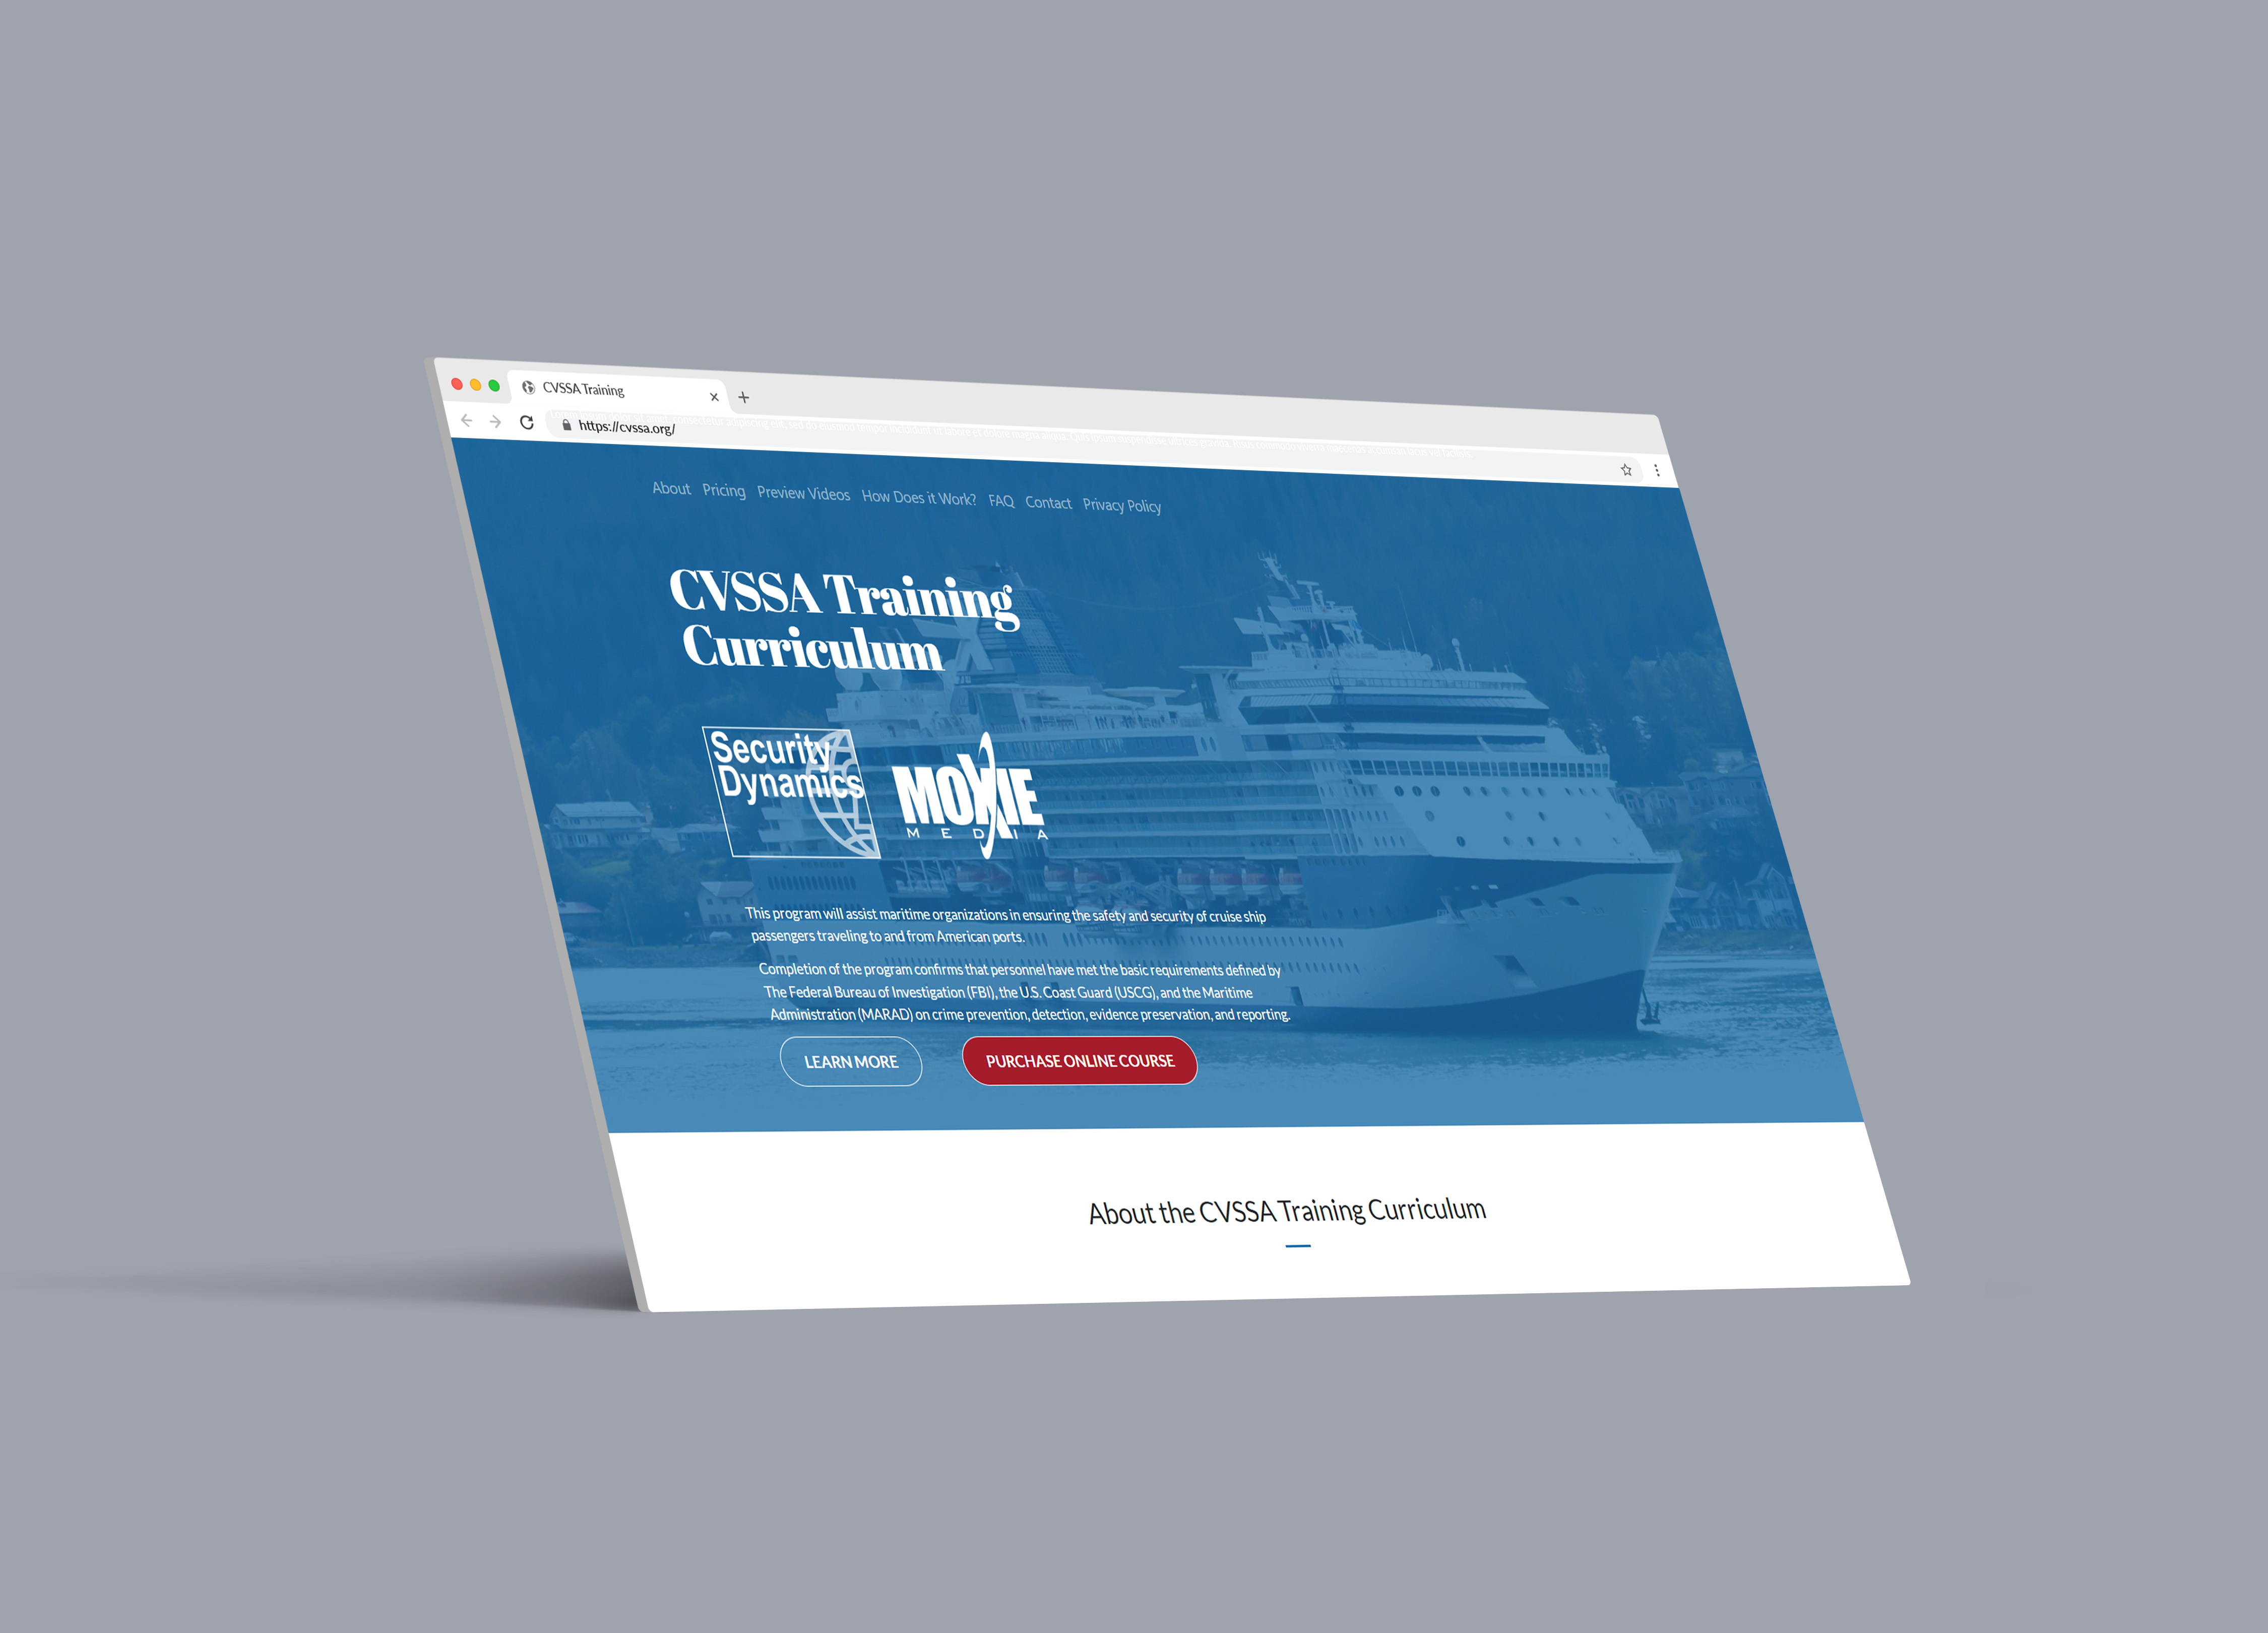 CVSSA Training
https://cvssa.org/
About Pricing Preview Videos How Does it Work? FAQ Contact Privacy Policy
CVSSA Training
Curriculum
Security
Dynamics
MOXIE
MEDIA
This program will assist maritime organizations in ensuring the safety and security of cruise ship
passengers traveling to and from American ports.
Completion of the program confirms that personnel have met the basic requirements defined by
The Federal Bureau of Investigation (FBI), the U.S. Coast Guard (USCG), and the Maritime
Administration (MARAD) on crime prevention, detection, evidence preservation, and reporting.
LEARN MORE PURCHASE ONLINE COURSE
About the CVSSA Training Curriculum